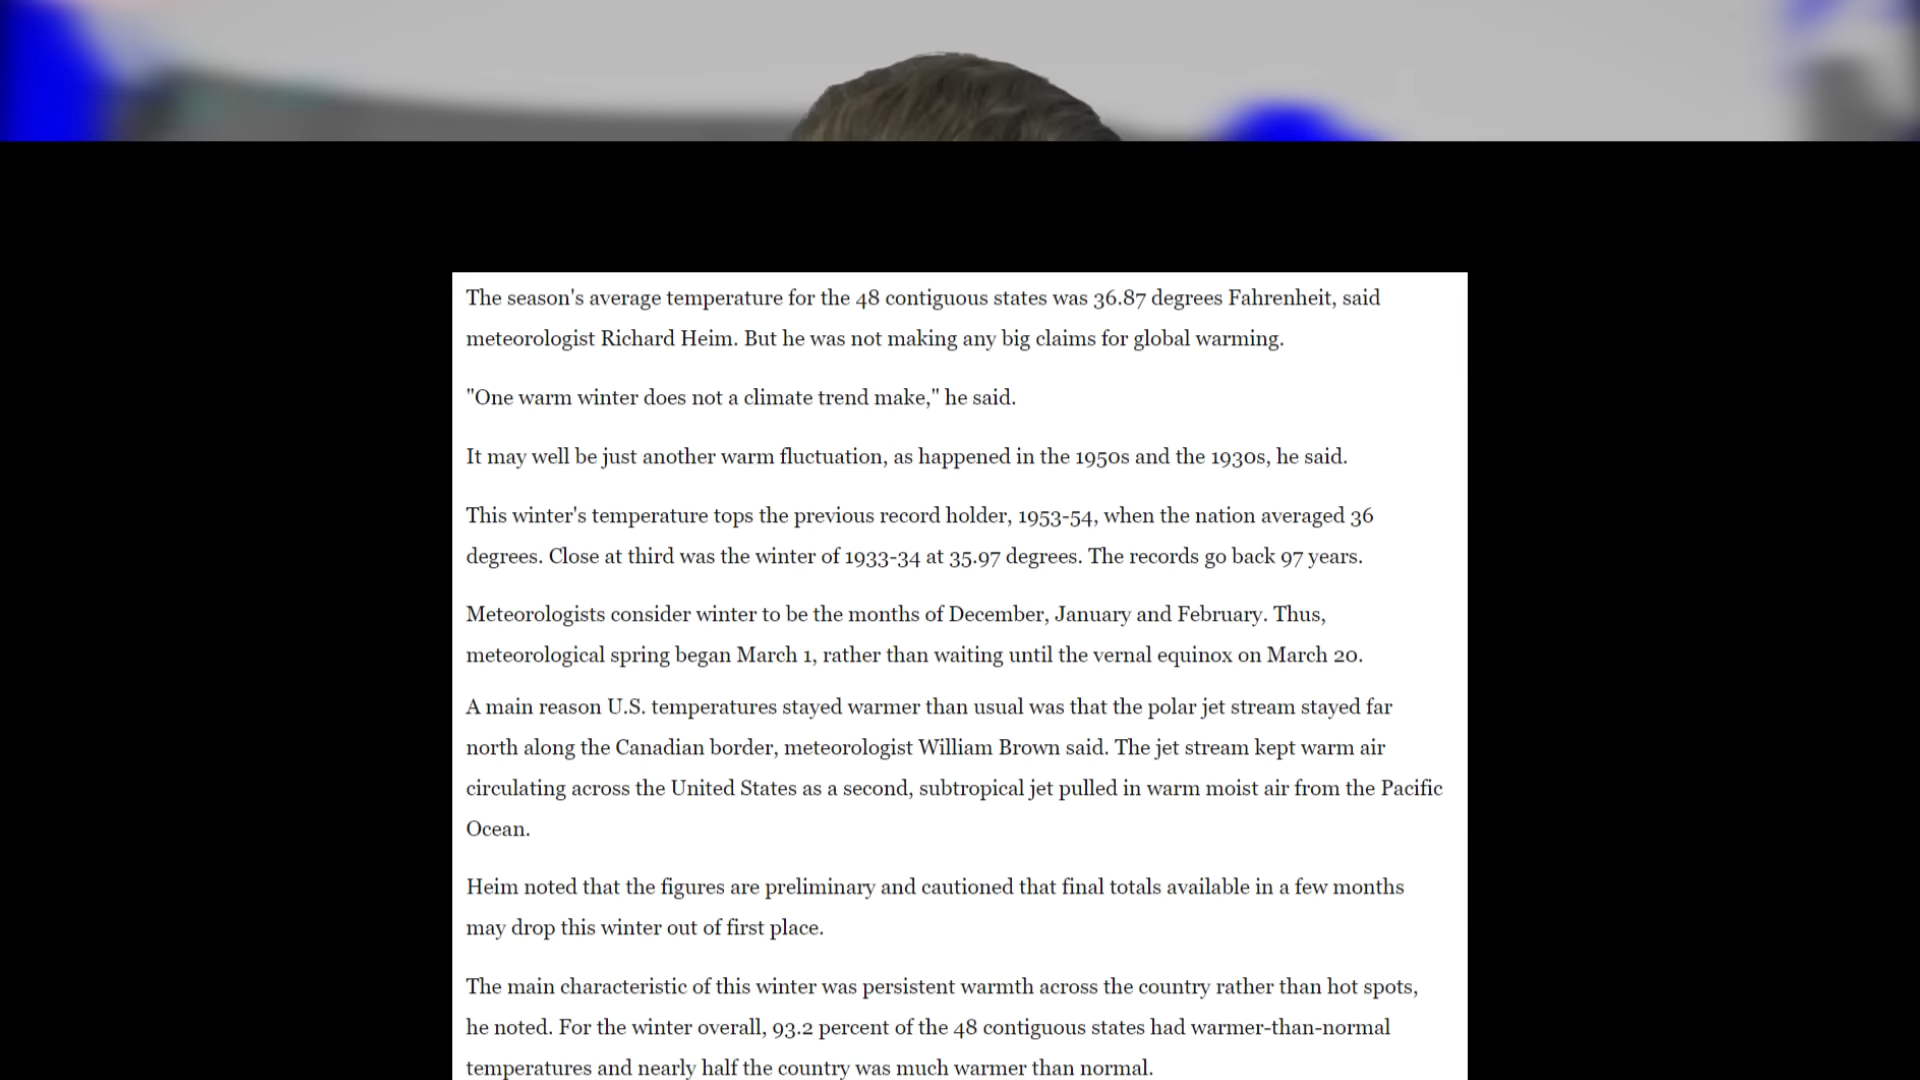 The season's average temperature for the 48 contiguous states was 36.87 degrees Fahrenheit, said
meteorologist Richard Heim. But he was not making any big claims for global warming.
"One warm winter does not a climate trend make," he said.
It may well be just another warm fluctuation, as happened in the 1950s and the 1930s, he said.
This winter's temperature tops the previous record holder, 1953-54, when the nation averaged 36
degrees. Close at third was the winter of 1933-34 at 35.97 degrees. The records go back 97 years.
Meteorologists consider winter to be the months of December, January and February. Thus,
meteorological spring began March 1, rather than waiting until the vernal equinox on March 20.
A main reason U.S. temperatures stayed warmer than usual was that the polar jet stream stayed far
north along the Canadian border, meteorologist William Brown said. The jet stream kept warm air
circulating across the United States as a second, subtropical jet pulled in warm moist air from the Pacific
Ocean.
Heim noted that the figures are preliminary and cautioned that final totals available in a few months
may drop this winter out of first place.
The main characteristic of this winter was persistent warmth across the country rather than hot spots,
he noted. For the winter overall, 93.2 percent of the 48 contiguous states had warmer-than-normal
temperatures and nearly half the country was much warmer than normal.